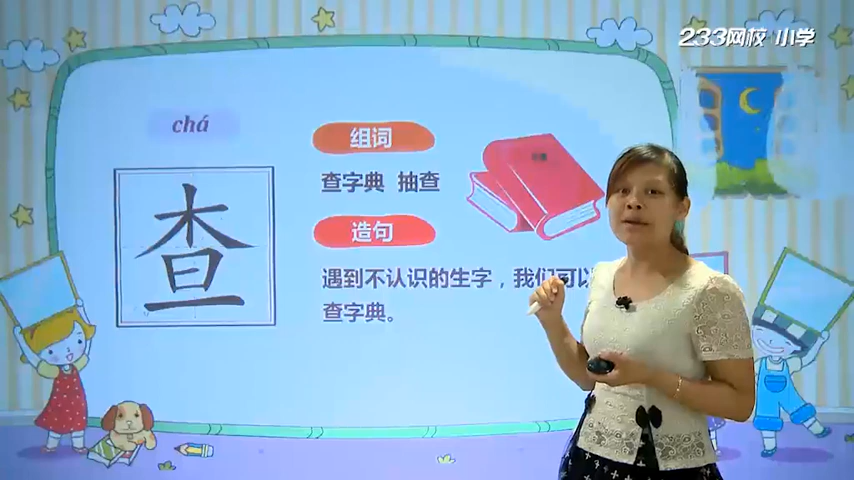 233网校 小学
chá
查
组词
查字典 抽查
造句
遇到不认识的生字，我们可以
查字典。